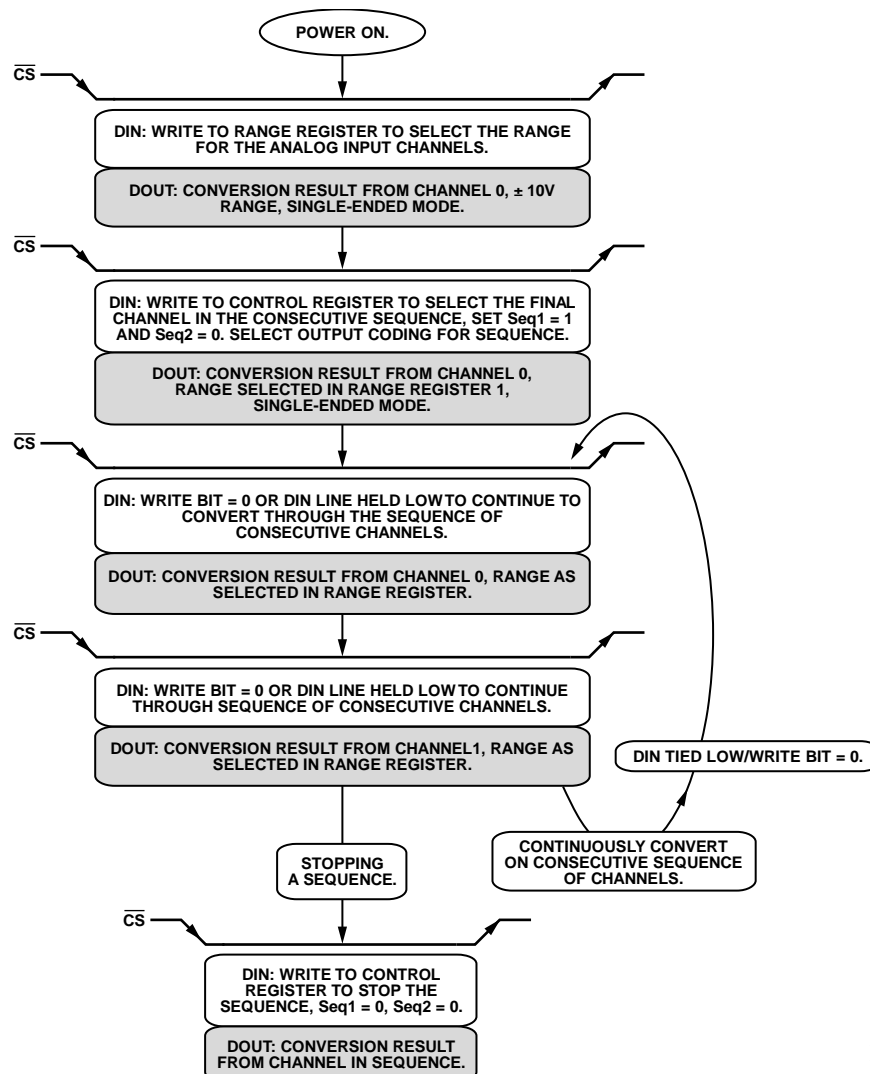 POWER ON.
CS
DIN: WRITE TO RANGE REGISTER TO SELECT THE RANGE
FOR THE ANALOG INPUT CHANNELS.
DOUT: CONVERSION RESULT FROM CHANNEL 0, ± 10V
RANGE, SINGLE-ENDED MODE.
CS
DIN: WRITE TO CONTROL REGISTER TO SELECT THE FINAL
CHANNEL IN THE CONSECUTIVE SEQUENCE, SET Seq1 = 1
AND Seq2 = 0. SELECT OUTPUT CODING FOR SEQUENCE.
DOUT: CONVERSION RESULT FROM CHANNEL 0,
RANGE SELECTED IN RANGE REGISTER 1,
SINGLE-ENDED MODE.
CS
DIN: WRITE BIT = 0 OR DIN LINE HELD LOW TO CONTINUE TO
CONVERT THROUGH THE SEQUENCE OF
CONSECUTIVE CHANNELS.
DOUT: CONVERSION RESULT FROM CHANNEL 0, RANGE AS
SELECTED IN RANGE REGISTER.
CS
DIN: WRITE BIT = 0 OR DIN LINE HELD LOW TO CONTINUE
THROUGH SEQUENCE OF CONSECUTIVE CHANNELS.
DOUT: CONVERSION RESULT FROM CHANNEL1, RANGE AS
SELECTED IN RANGE REGISTER.
DIN TIED LOW/WRITE BIT = 0.
STOPPING
A SEQUENCE.
CONTINUOUSLY CONVERT
ON CONSECUTIVE SEQUENCE
OF CHANNELS.
CS
DIN: WRITE TO CONTROL
REGISTER TO STOP THE
SEQUENCE, Seq1 = 0, Seq2 = 0.
DOUT: CONVERSION RESULT
FROM CHANNEL IN SEQUENCE.